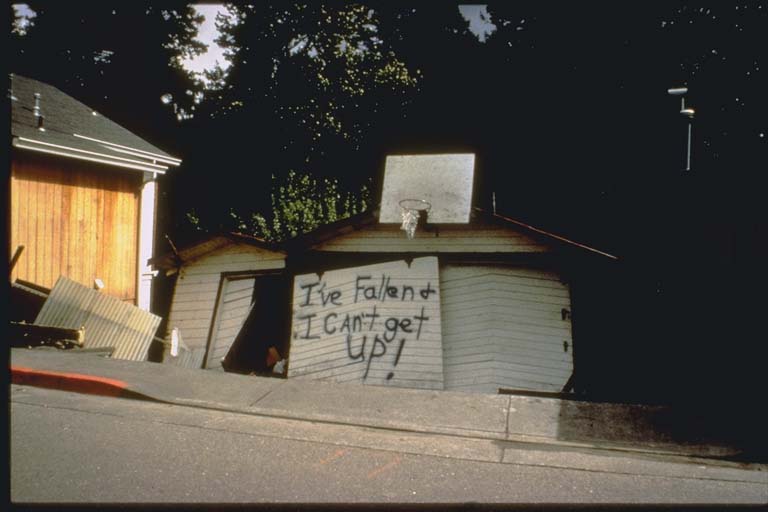 I've Fallen &
I CAn't get
UP!